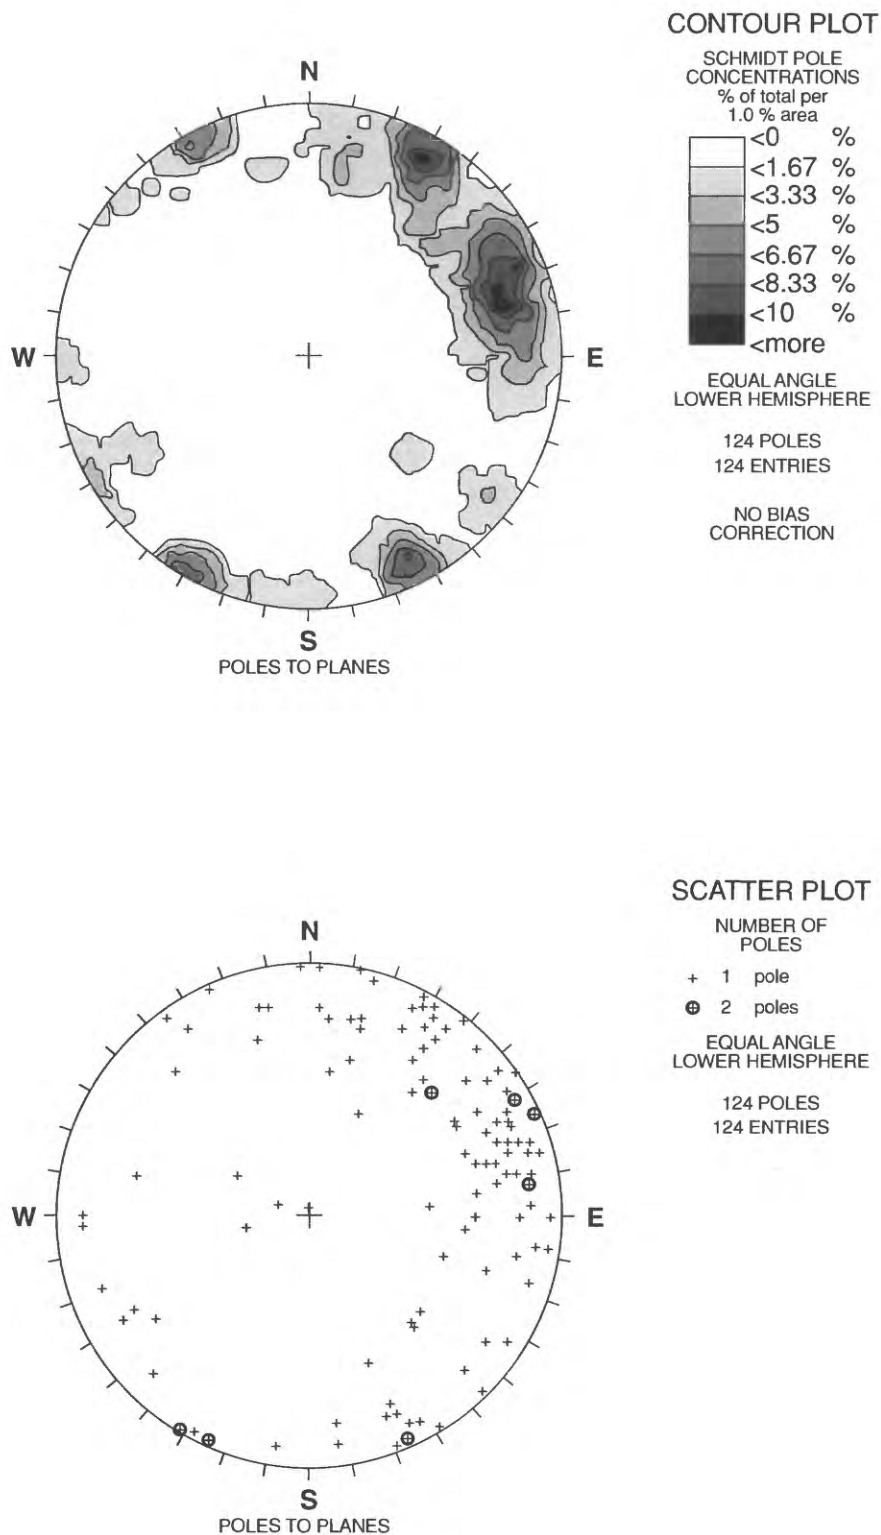 CONTOUR PLOT
SCHMIDT POLE
CONCENTRATIONS
% of total per
1.0 % area
<0 %
<1.67 %
<3.33 %
<5 %
<6.67 %
<8.33 %
<10 %
<more
EQUAL ANGLE
LOWER HEMISPHERE
124 POLES
124 ENTRIES
NO BIAS
CORRECTION
N
W
E
S
POLES TO PLANES
SCATTER PLOT
NUMBER OF
POLES
+ 1 pole
⊕ 2 poles
EQUAL ANGLE
LOWER HEMISPHERE
124 POLES
124 ENTRIES
N
W
E
S
POLES TO PLANES